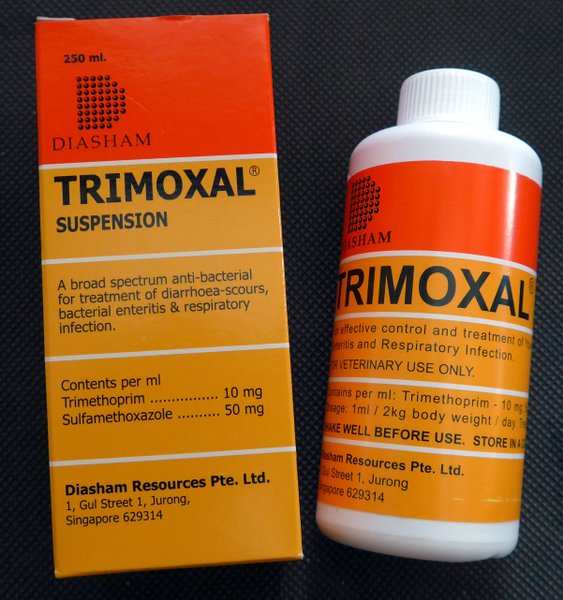 250 ml.
DIASHAM
TRIMOXAL®
SUSPENSION
A broad spectrum anti-bacterial
for treatment of diarrhoea-scours,
bacterial enteritis & respiratory
infection.
Contents per ml
Trimethoprim ................ 10 mg
Sulfamethoxazole .......... 50 mg
Diasham Resources Pte. Ltd.
1, Gul Street 1, Jurong,
Singapore 629314
DIASHAM
TRIMOXAL®
For effective control and treatment of
Enteritis and Respiratory Infection.
FOR VETERINARY USE ONLY.
Contains per ml: Trimethoprim - 10 mg
Dosage: 1ml / 2kg body weight / day.
SHAKE WELL BEFORE USE. STORE IN A
Diasham Resources Pte. Ltd.
1, Gul Street 1, Jurong
Singapore 629314